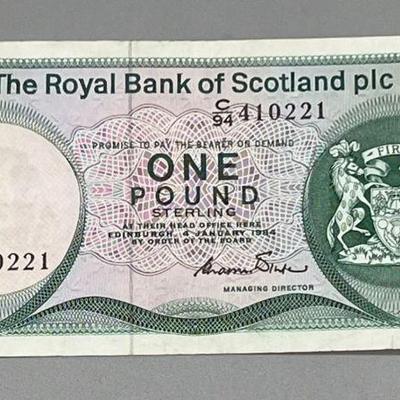 The Royal Bank of Scotland plc
C/94 410221
PROMISE TO PAY THE BEARER ON DEMAND
ONE
POUND
STERLING
AT THEIR HEAD OFFICE HERE
EDINBURGH, 4 JANUARY 1984
BY ORDER OF THE BOARD
0221
MANAGING DIRECTOR
FIR